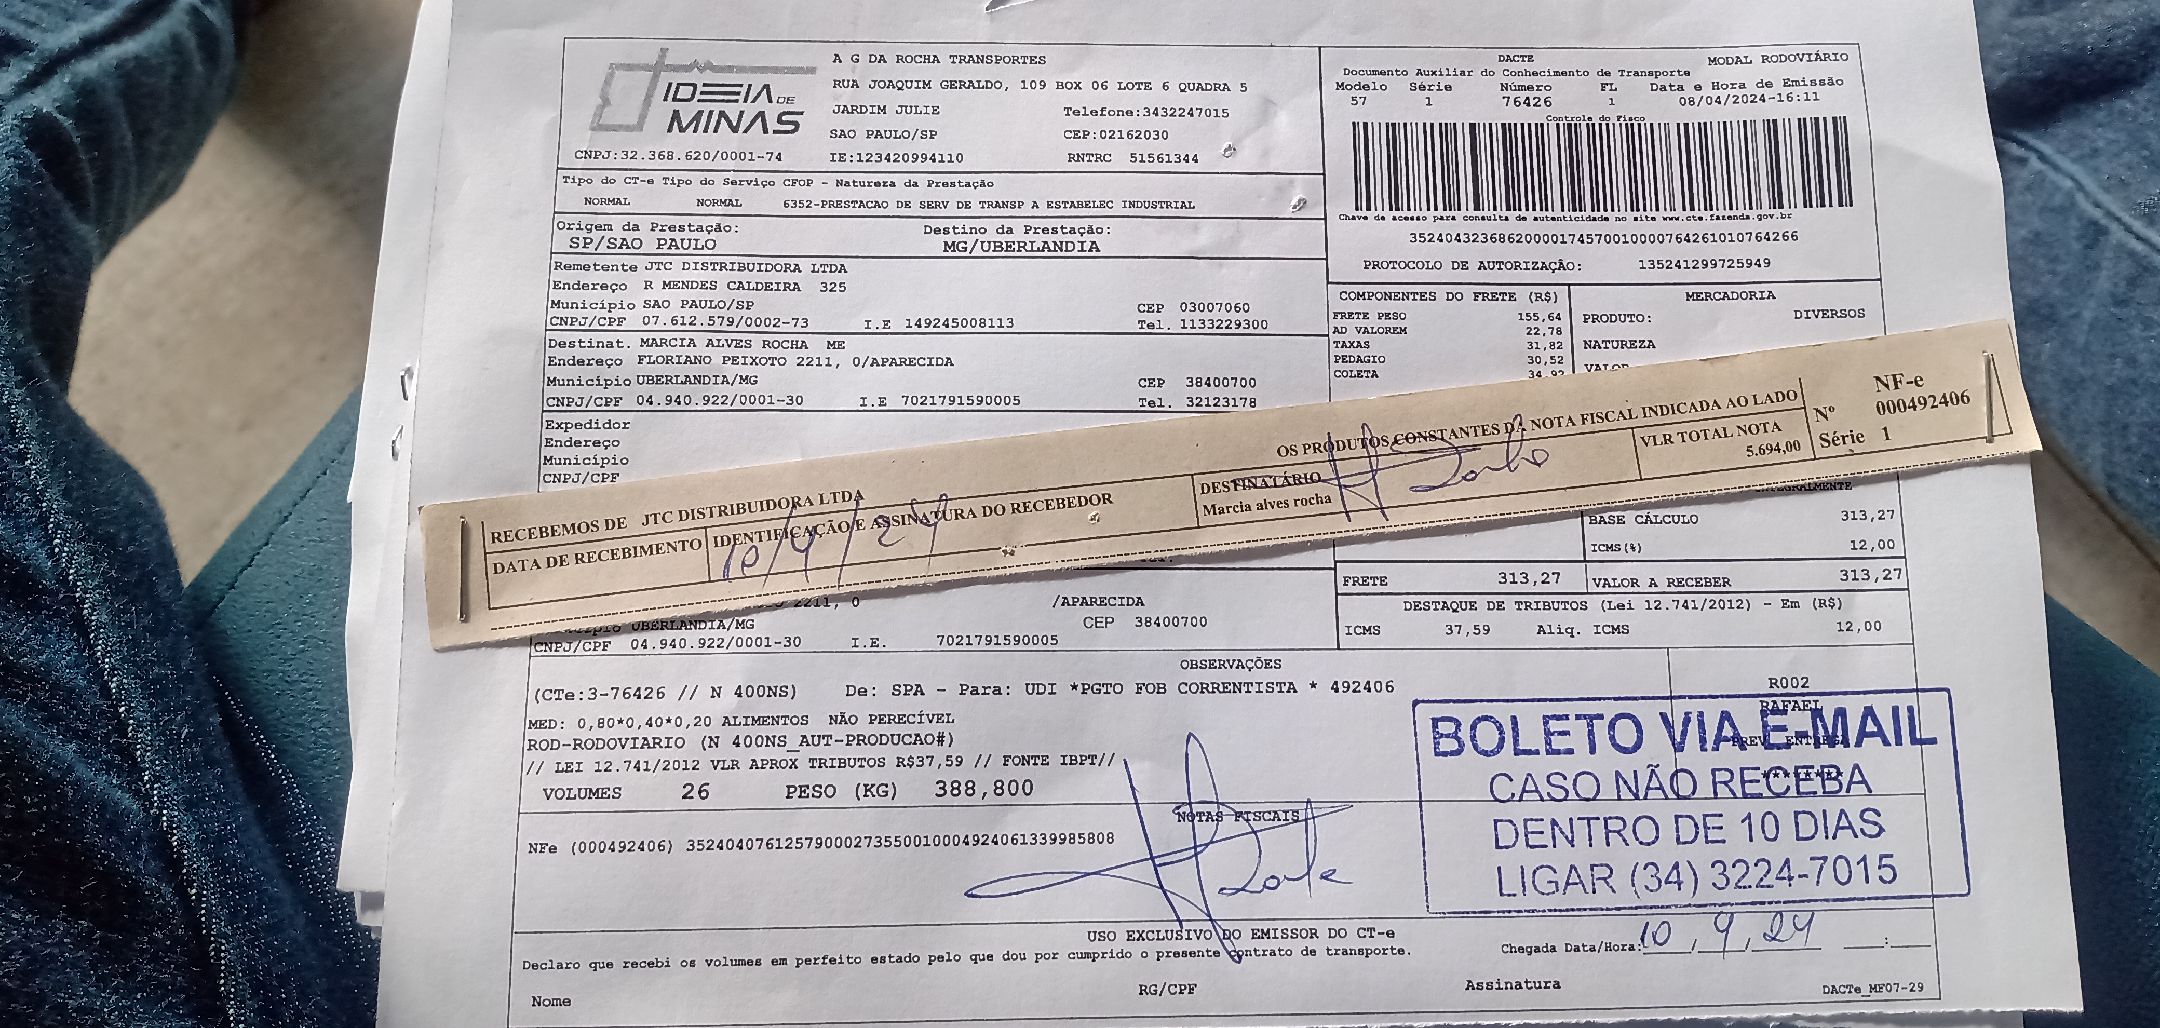 IDEIA DE MINAS
CNPJ:32.368.620/0001-74
A G DA ROCHA TRANSPORTES
RUA JOAQUIM GERALDO, 109 BOX 06 LOTE 6 QUADRA 5
JARDIM JULIE Telefone:3432247015
SAO PAULO/SP CEP:02162030
IE:123420994110 RNTRC 51561344
DACTE MODAL RODOVIÁRIO
Documento Auxiliar do Conhecimento de Transporte
Modelo Série Número FL Data e Hora de Emissão
57 1 76426 1 08/04/2024-16:11
Controle do Fisco
Chave de acesso para consulta de autenticidade no site www.cte.fazenda.gov.br
35240432368620000174570010000764261010764266
PROTOCOLO DE AUTORIZAÇÃO: 135241299725949
Tipo do CT-e Tipo do Serviço CFOP - Natureza da Prestação
NORMAL NORMAL 6352-PRESTACAO DE SERV DE TRANSP A ESTABELEC INDUSTRIAL
Origem da Prestação: Destino da Prestação:
SP/SAO PAULO MG/UBERLANDIA
Remetente JTC DISTRIBUIDORA LTDA
Endereço R MENDES CALDEIRA 325
Município SAO PAULO/SP CEP 03007060
CNPJ/CPF 07.612.579/0002-73 I.E 149245008113 Tel. 1133229300
Destinat. MARCIA ALVES ROCHA ME
Endereço FLORIANO PEIXOTO 2211, 0/APARECIDA
Município UBERLANDIA/MG CEP 38400700
CNPJ/CPF 04.940.922/0001-30 I.E 7021791590005 Tel. 32123178
Expedidor
Endereço
Município
CNPJ/CPF
COMPONENTES DO FRETE (R$)
FRETE PESO 155,64
AD VALOREM 22,78
TAXAS 31,82
PEDAGIO 30,52
COLETA 34,92
MERCADORIA
PRODUTO: DIVERSOS
NATUREZA
VALOR
RECEBEMOS DE JTC DISTRIBUIDORA LTDA OS PRODUTOS CONSTANTES DA NOTA FISCAL INDICADA AO LADO
DATA DE RECEBIMENTO IDENTIFICAÇÃO E ASSINATURA DO RECEBEDOR
10/4/24
DESTINATÁRIO
Marcia alves rocha
VLR TOTAL NOTA
5.694,00
NF-e
Nº 000492406
Série 1
BASE CÁLCULO 313,27
ICMS(%) 12,00
FRETE 313,27 VALOR A RECEBER 313,27
DESTAQUE DE TRIBUTOS (Lei 12.741/2012) - Em (R$)
ICMS 37,59 Aliq. ICMS 12,00
2211, 0 /APARECIDA
UBERLANDIA/MG CEP 38400700
CNPJ/CPF 04.940.922/0001-30 I.E. 7021791590005
OBSERVAÇÕES
(CTe:3-76426 // N 400NS) De: SPA - Para: UDI *PGTO FOB CORRENTISTA * 492406
MED: 0,80*0,40*0,20 ALIMENTOS NÃO PERECÍVEL
ROD-RODOVIARIO (N 400NS_AUT-PRODUCAO#)
// LEI 12.741/2012 VLR APROX TRIBUTOS R$37,59 // FONTE IBPT//
VOLUMES 26 PESO (KG) 388,800
R002
RAFAEL
PREV. ENTREGA
BOLETO VIA E-MAIL
CASO NÃO RECEBA
DENTRO DE 10 DIAS
LIGAR (34) 3224-7015
NOTAS FISCAIS
NFe (000492406) 35240407612579000273550010004924061339985808
USO EXCLUSIVO DO EMISSOR DO CT-e
Declaro que recebi os volumes em perfeito estado pelo que dou por cumprido o presente contrato de transporte.
Chegada Data/Hora: 10, 4, 24 __:__
Nome RG/CPF Assinatura
DACTe_MF07-29